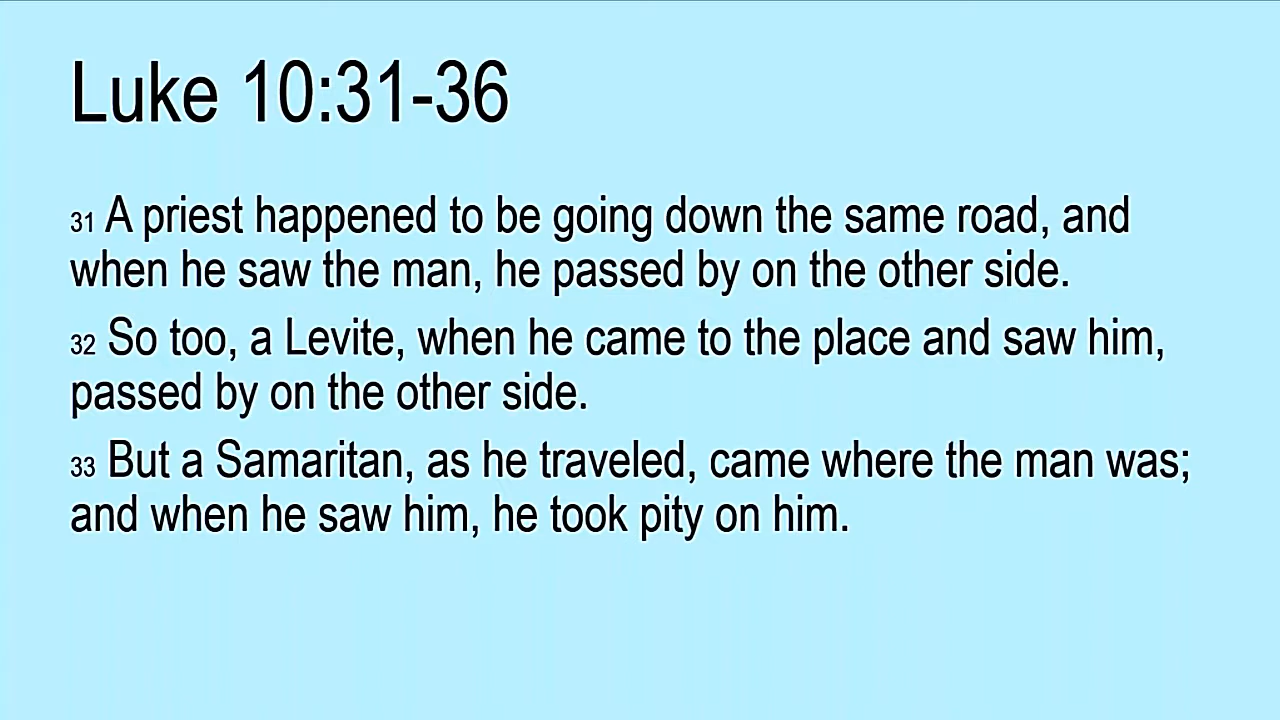 Luke 10:31-36
31 A priest happened to be going down the same road, and
when he saw the man, he passed by on the other side.
32 So too, a Levite, when he came to the place and saw him,
passed by on the other side.
33 But a Samaritan, as he traveled, came where the man was;
and when he saw him, he took pity on him.